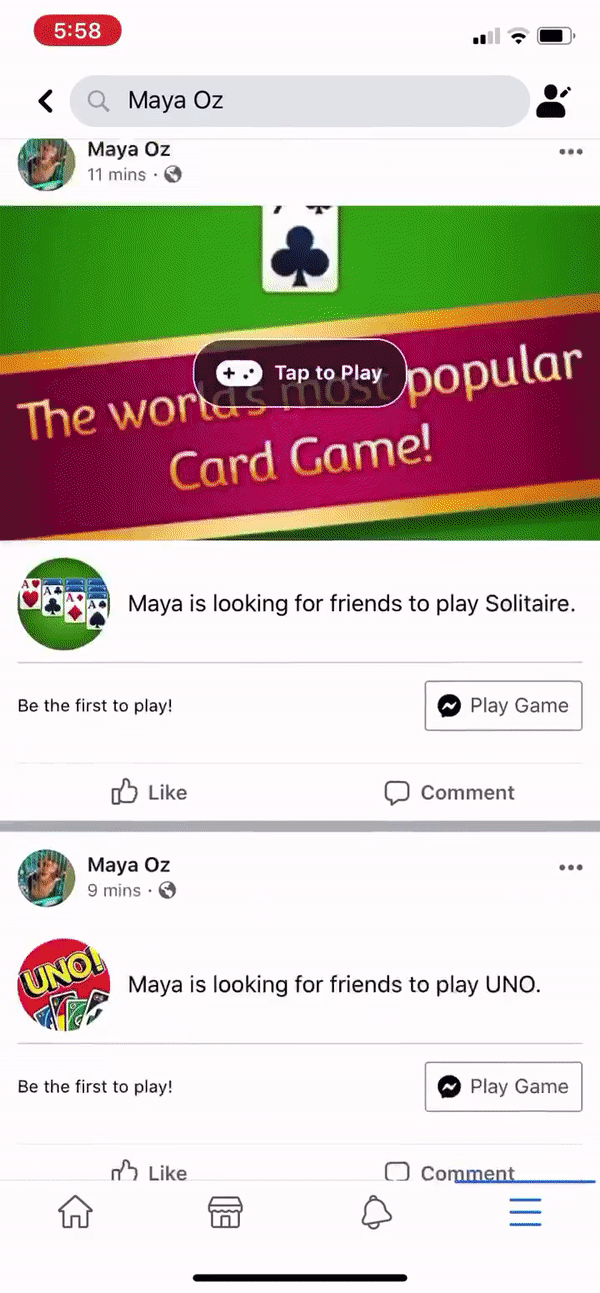 5:58
Maya Oz
Maya Oz
11 mins ·
Tap to Play
The world's most popular
Card Game!
A A A A
Maya is looking for friends to play Solitaire.
Be the first to play!
Play Game
Like
Comment
Maya Oz
9 mins ·
UNO!
Maya is looking for friends to play UNO.
Be the first to play!
Play Game
Like
Comment